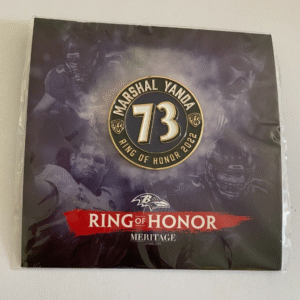 MARSHAL YANDA
73
RING OF HONOR 2022
B
RING OF HONOR
MERITAGE